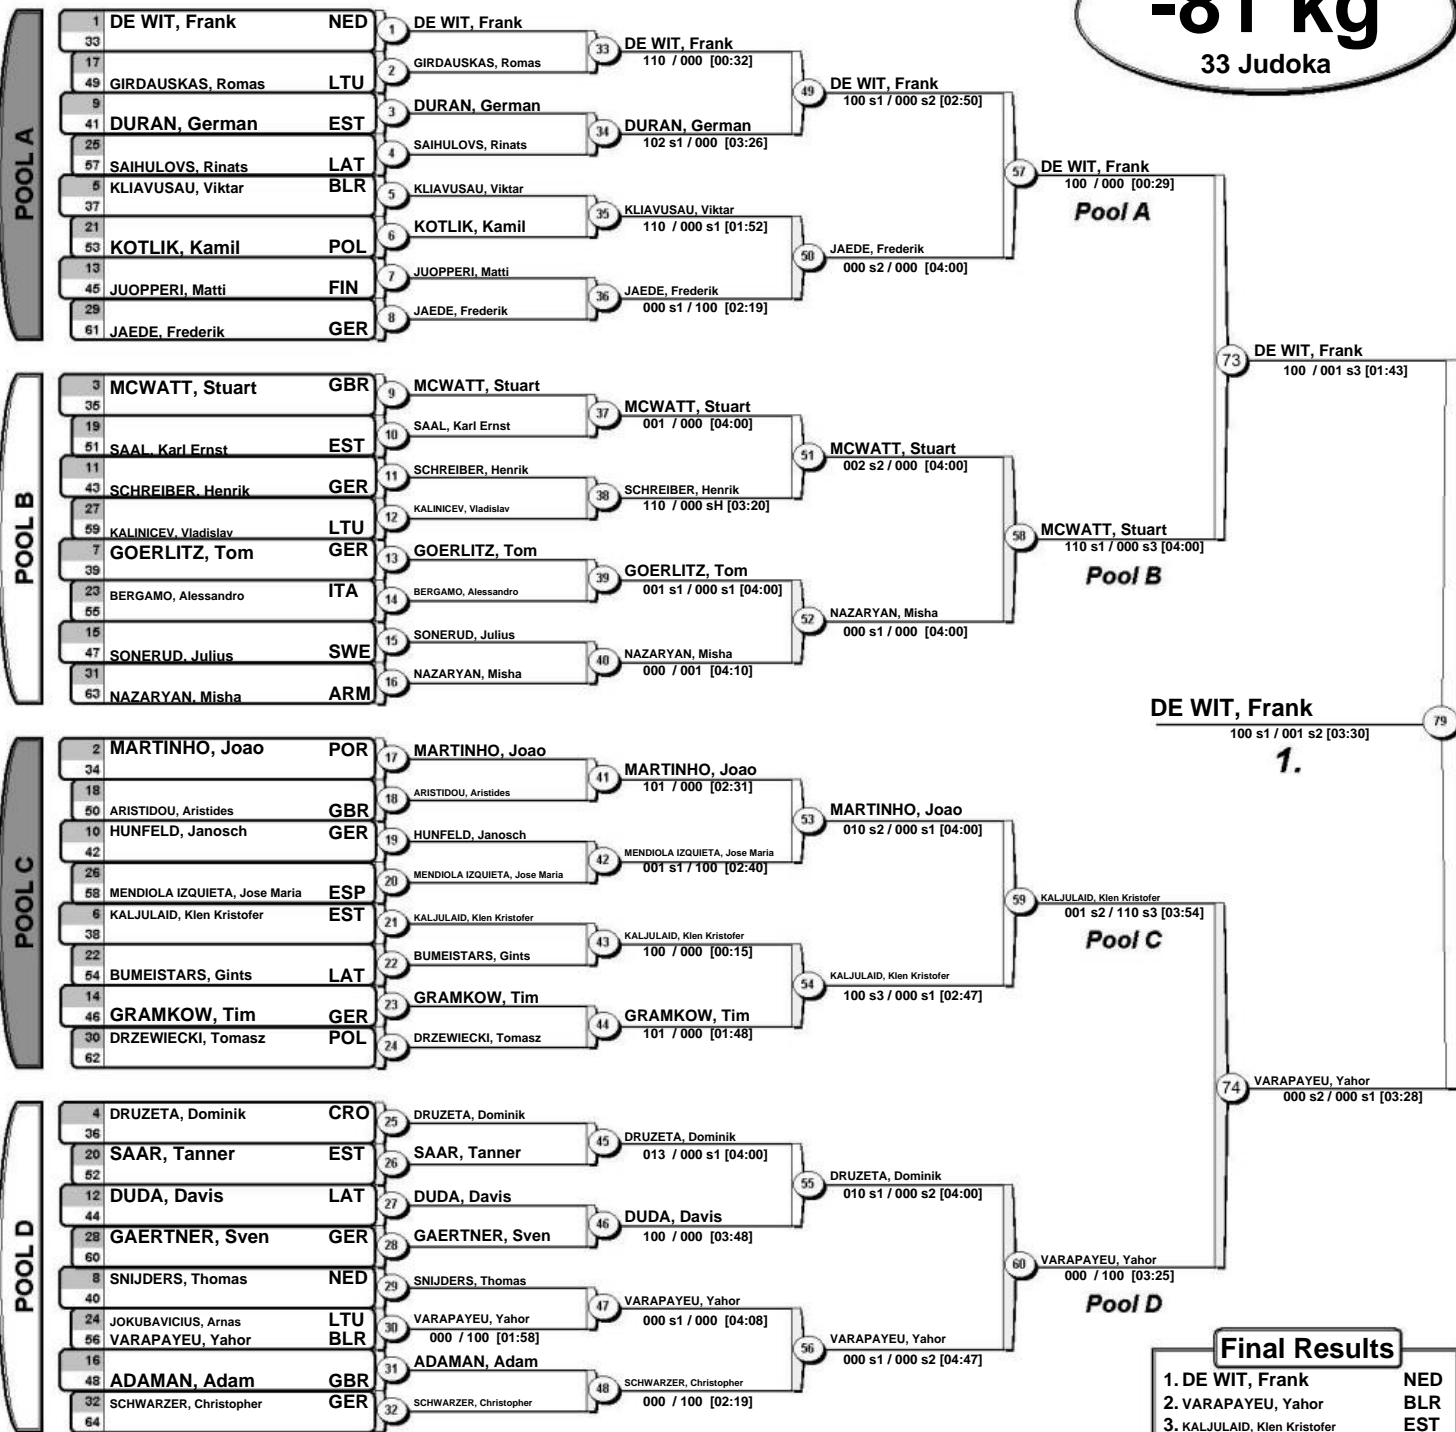 -81 kg
33 Judoka
POOL A
1 DE WIT, Frank NED
33
17
49 GIRDAUSKAS, Romas LTU
9
41 DURAN, German EST
25
57 SAIHULOVS, Rinats LAT
5 KLIAVUSAU, Viktar BLR
37
21
53 KOTLIK, Kamil POL
13
45 JUOPPERI, Matti FIN
29
61 JAEDE, Frederik GER
1 DE WIT, Frank
2 GIRDAUSKAS, Romas
3 DURAN, German
4 SAIHULOVS, Rinats
5 KLIAVUSAU, Viktar
6 KOTLIK, Kamil
7 JUOPPERI, Matti
8 JAEDE, Frederik
33 DE WIT, Frank
110 / 000 [00:32]
34 DURAN, German
102 s1 / 000 [03:26]
35 KLIAVUSAU, Viktar
110 / 000 s1 [01:52]
36 JAEDE, Frederik
000 s1 / 100 [02:19]
49 DE WIT, Frank
100 s1 / 000 s2 [02:50]
50 JAEDE, Frederik
000 s2 / 000 [04:00]
57 DE WIT, Frank
100 / 000 [00:29]
Pool A
POOL B
3 MCWATT, Stuart GBR
35
19
51 SAAL, Karl Ernst EST
11
43 SCHREIBER, Henrik GER
27
59 KALINICEV, Vladislav LTU
7 GOERLITZ, Tom GER
39
23 BERGAMO, Alessandro ITA
55
15
47 SONERUD, Julius SWE
31
63 NAZARYAN, Misha ARM
9 MCWATT, Stuart
10 SAAL, Karl Ernst
11 SCHREIBER, Henrik
12 KALINICEV, Vladislav
13 GOERLITZ, Tom
14 BERGAMO, Alessandro
15 SONERUD, Julius
16 NAZARYAN, Misha
37 MCWATT, Stuart
001 / 000 [04:00]
38 SCHREIBER, Henrik
110 / 000 sH [03:20]
39 GOERLITZ, Tom
001 s1 / 000 s1 [04:00]
40 NAZARYAN, Misha
000 / 001 [04:10]
51 MCWATT, Stuart
002 s2 / 000 [04:00]
52 NAZARYAN, Misha
000 s1 / 000 [04:00]
58 MCWATT, Stuart
110 s1 / 000 s3 [04:00]
Pool B
73 DE WIT, Frank
100 / 001 s3 [01:43]
DE WIT, Frank
79
100 s1 / 001 s2 [03:30]
1.
POOL C
2 MARTINHO, Joao POR
34
18
50 ARISTIDOU, Aristides GBR
10 HUNFELD, Janosch GER
42
26
58 MENDIOLA IZQUIETA, Jose Maria ESP
6 KALJULAID, Klen Kristofer EST
38
22
54 BUMEISTARS, Gints LAT
14
46 GRAMKOW, Tim GER
30 DRZEWIECKI, Tomasz POL
62
17 MARTINHO, Joao
18 ARISTIDOU, Aristides
19 HUNFELD, Janosch
20 MENDIOLA IZQUIETA, Jose Maria
21 KALJULAID, Klen Kristofer
22 BUMEISTARS, Gints
23 GRAMKOW, Tim
24 DRZEWIECKI, Tomasz
41 MARTINHO, Joao
101 / 000 [02:31]
42 MENDIOLA IZQUIETA, Jose Maria
001 s1 / 100 [02:40]
43 KALJULAID, Klen Kristofer
100 / 000 [00:15]
44 GRAMKOW, Tim
101 / 000 [01:48]
53 MARTINHO, Joao
010 s2 / 000 s1 [04:00]
54 KALJULAID, Klen Kristofer
100 s3 / 000 s1 [02:47]
59 KALJULAID, Klen Kristofer
001 s2 / 110 s3 [03:54]
Pool C
POOL D
4 DRUZETA, Dominik CRO
36
20 SAAR, Tanner EST
52
12 DUDA, Davis LAT
44
28 GAERTNER, Sven GER
60
8 SNIJDERS, Thomas NED
40
24 JOKUBAVICIUS, Arnas LTU
56 VARAPAYEU, Yahor BLR
16
48 ADAMAN, Adam GBR
32 SCHWARZER, Christopher GER
64
25 DRUZETA, Dominik
26 SAAR, Tanner
27 DUDA, Davis
28 GAERTNER, Sven
29 SNIJDERS, Thomas
30 VARAPAYEU, Yahor
000 / 100 [01:58]
31 ADAMAN, Adam
32 SCHWARZER, Christopher
45 DRUZETA, Dominik
013 / 000 s1 [04:00]
46 DUDA, Davis
100 / 000 [03:48]
47 VARAPAYEU, Yahor
000 s1 / 000 [04:08]
48 SCHWARZER, Christopher
000 / 100 [02:19]
55 DRUZETA, Dominik
010 s1 / 000 s2 [04:00]
56 VARAPAYEU, Yahor
000 s1 / 000 s2 [04:47]
60 VARAPAYEU, Yahor
000 / 100 [03:25]
Pool D
74 VARAPAYEU, Yahor
000 s2 / 000 s1 [03:28]
Final Results
1. DE WIT, Frank NED
2. VARAPAYEU, Yahor BLR
3. KALJULAID, Klen Kristofer EST